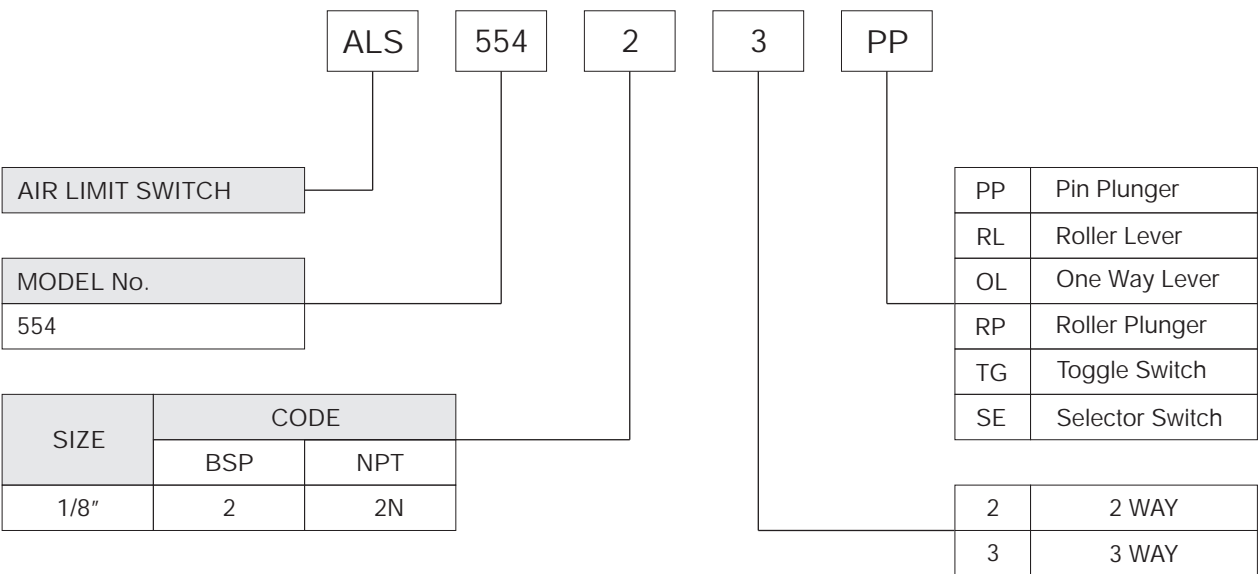 ALS 554 2 3 PP
AIR LIMIT SWITCH
MODEL No.
554
SIZE CODE
BSP NPT
1/8″ 2 2N
PP Pin Plunger
RL Roller Lever
OL One Way Lever
RP Roller Plunger
TG Toggle Switch
SE Selector Switch
2 2 WAY
3 3 WAY